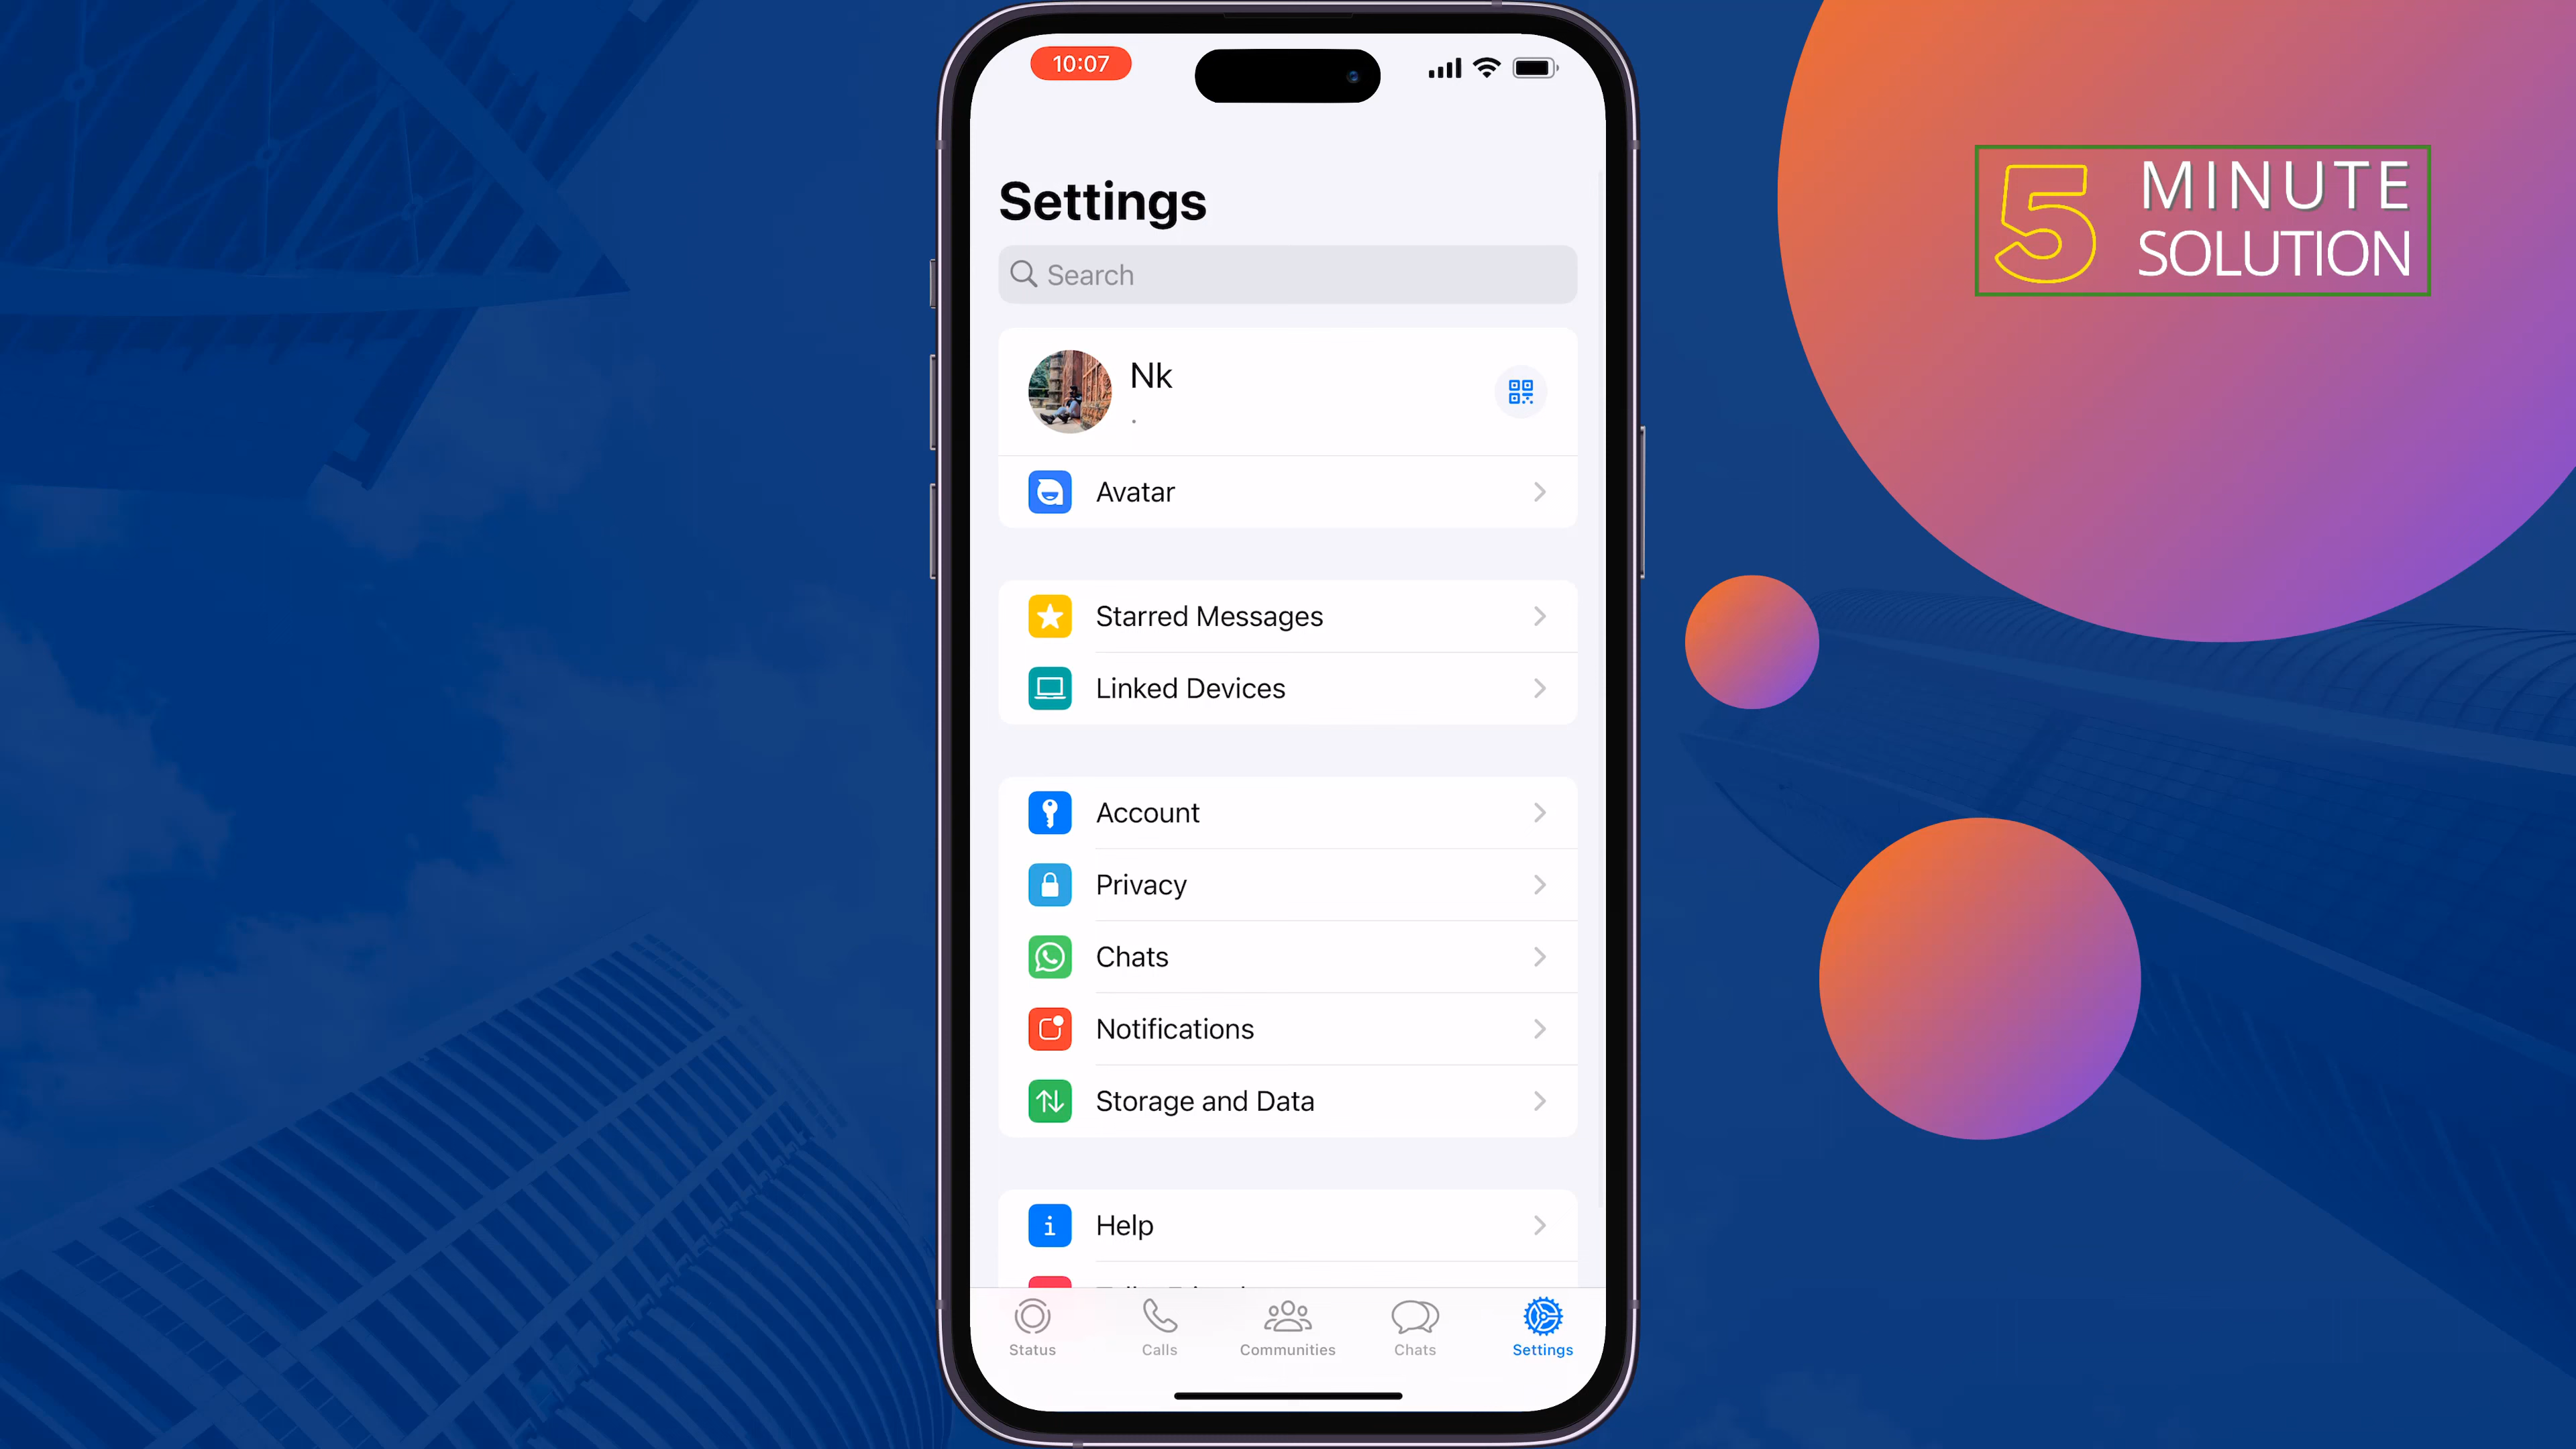 10:07
Settings
Search
Nk
.
Avatar
Starred Messages
Linked Devices
Account
Privacy
Chats
Notifications
Storage and Data
Help
Status
Calls
Communities
Chats
Settings
5 MINUTE
SOLUTION